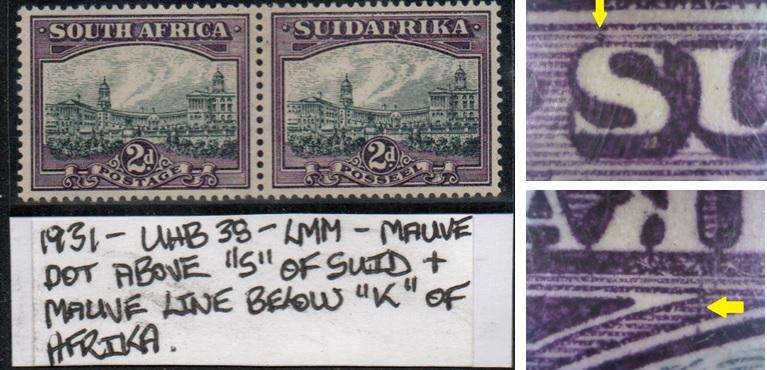 SOUTH AFRICA
SUIDAFRIKA
2d
2d
POSTAGE
POSSEEL
1931 - UHB 38 - LMM - MAUVE
DOT ABOVE "S" OF SUID +
MAUVE LINE BELOW "K" OF
AFRIKA.
SU